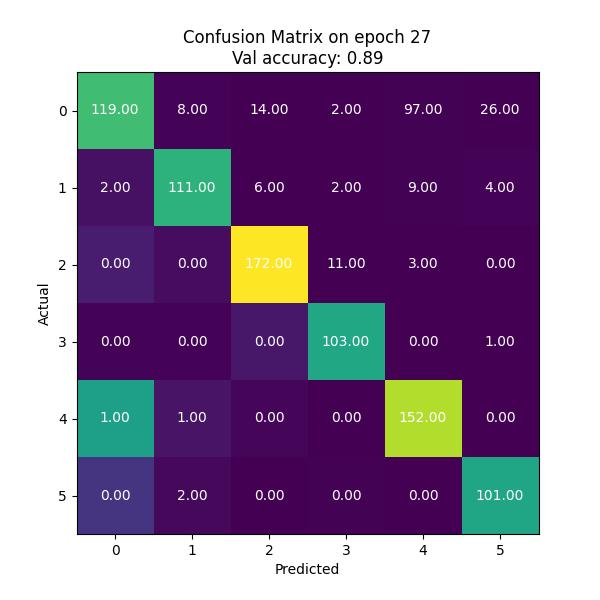 Confusion Matrix on epoch 27
Val accuracy: 0.89
0 119.00 8.00 14.00 2.00 97.00 26.00
1 2.00 111.00 6.00 2.00 9.00 4.00
2 0.00 0.00 172.00 11.00 3.00 0.00
Actual
3 0.00 0.00 0.00 103.00 0.00 1.00
4 1.00 1.00 0.00 0.00 152.00 0.00
5 0.00 2.00 0.00 0.00 0.00 101.00
0 1 2 3 4 5
Predicted